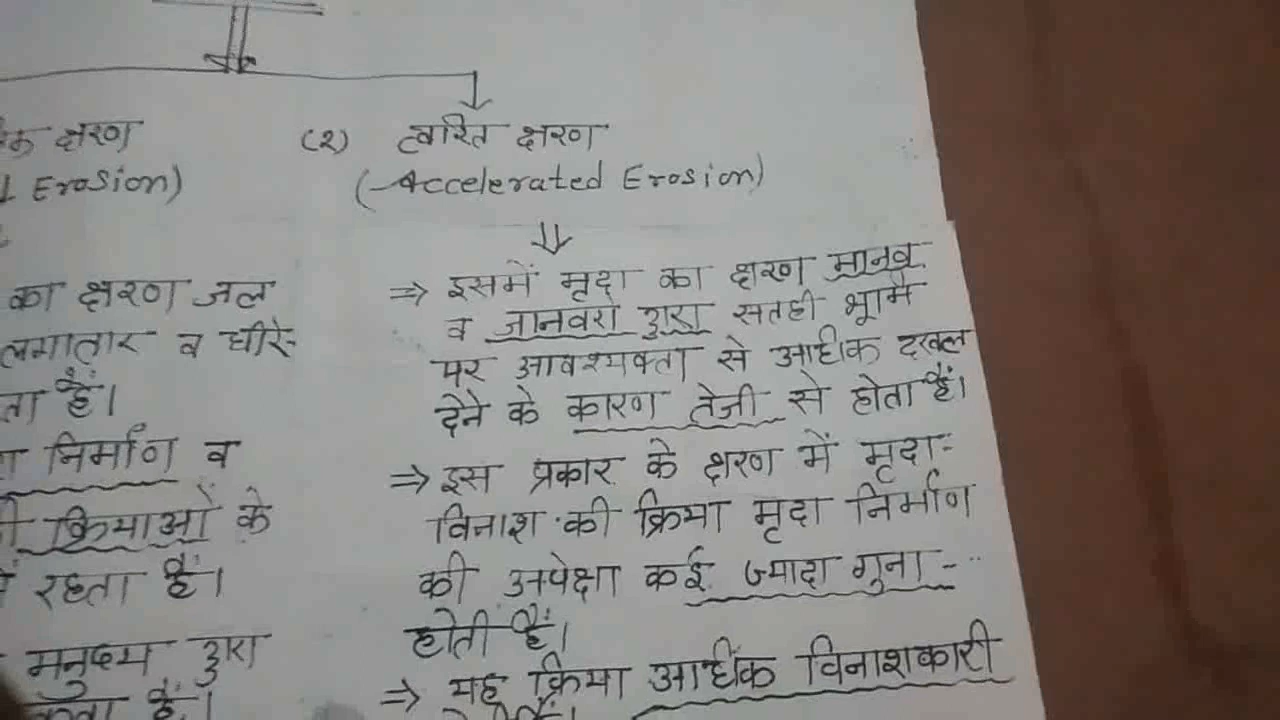 क क्षरण
Erosion)
का क्षरण जल
लगातार व धीरे-
ता है।
निर्माण व
क्रियाओं के
रहता है।
मनुष्य द्वारा
है।
(२) त्वरित क्षरण
(Accelerated Erosion)
⇒ इसमें मृदा का क्षरण मानव
व जानवरो द्वारा सतही भूमि
पर आवश्यकता से अधिक दखल
देने के कारण तेजी से होता है।
⇒ इस प्रकार के क्षरण में मृदा-
विनाश की क्रिया मृदा निर्माण
की अपेक्षा कई ज्यादा गुना-
होती है।
⇒ यह क्रिया अधिक विनाशकारी